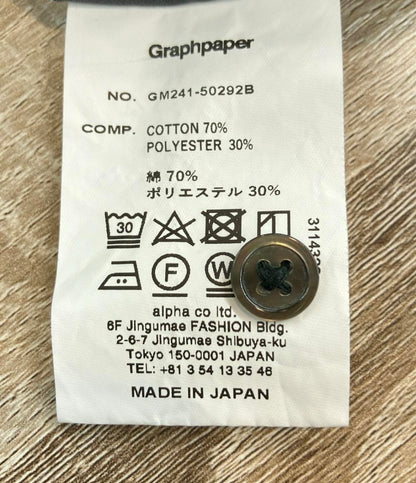 Graphpaper
NO. GM241-50292B
COMP. COTTON 70%
POLYESTER 30%
綿 70%
ポリエステル 30%
30
F W
alpha co ltd.
6F Jingumae FASHION Bldg.
2-6-7 Jingumae Shibuya-ku
Tokyo 150-0001 JAPAN
TEL: +81 3 54 13 35 46
MADE IN JAPAN